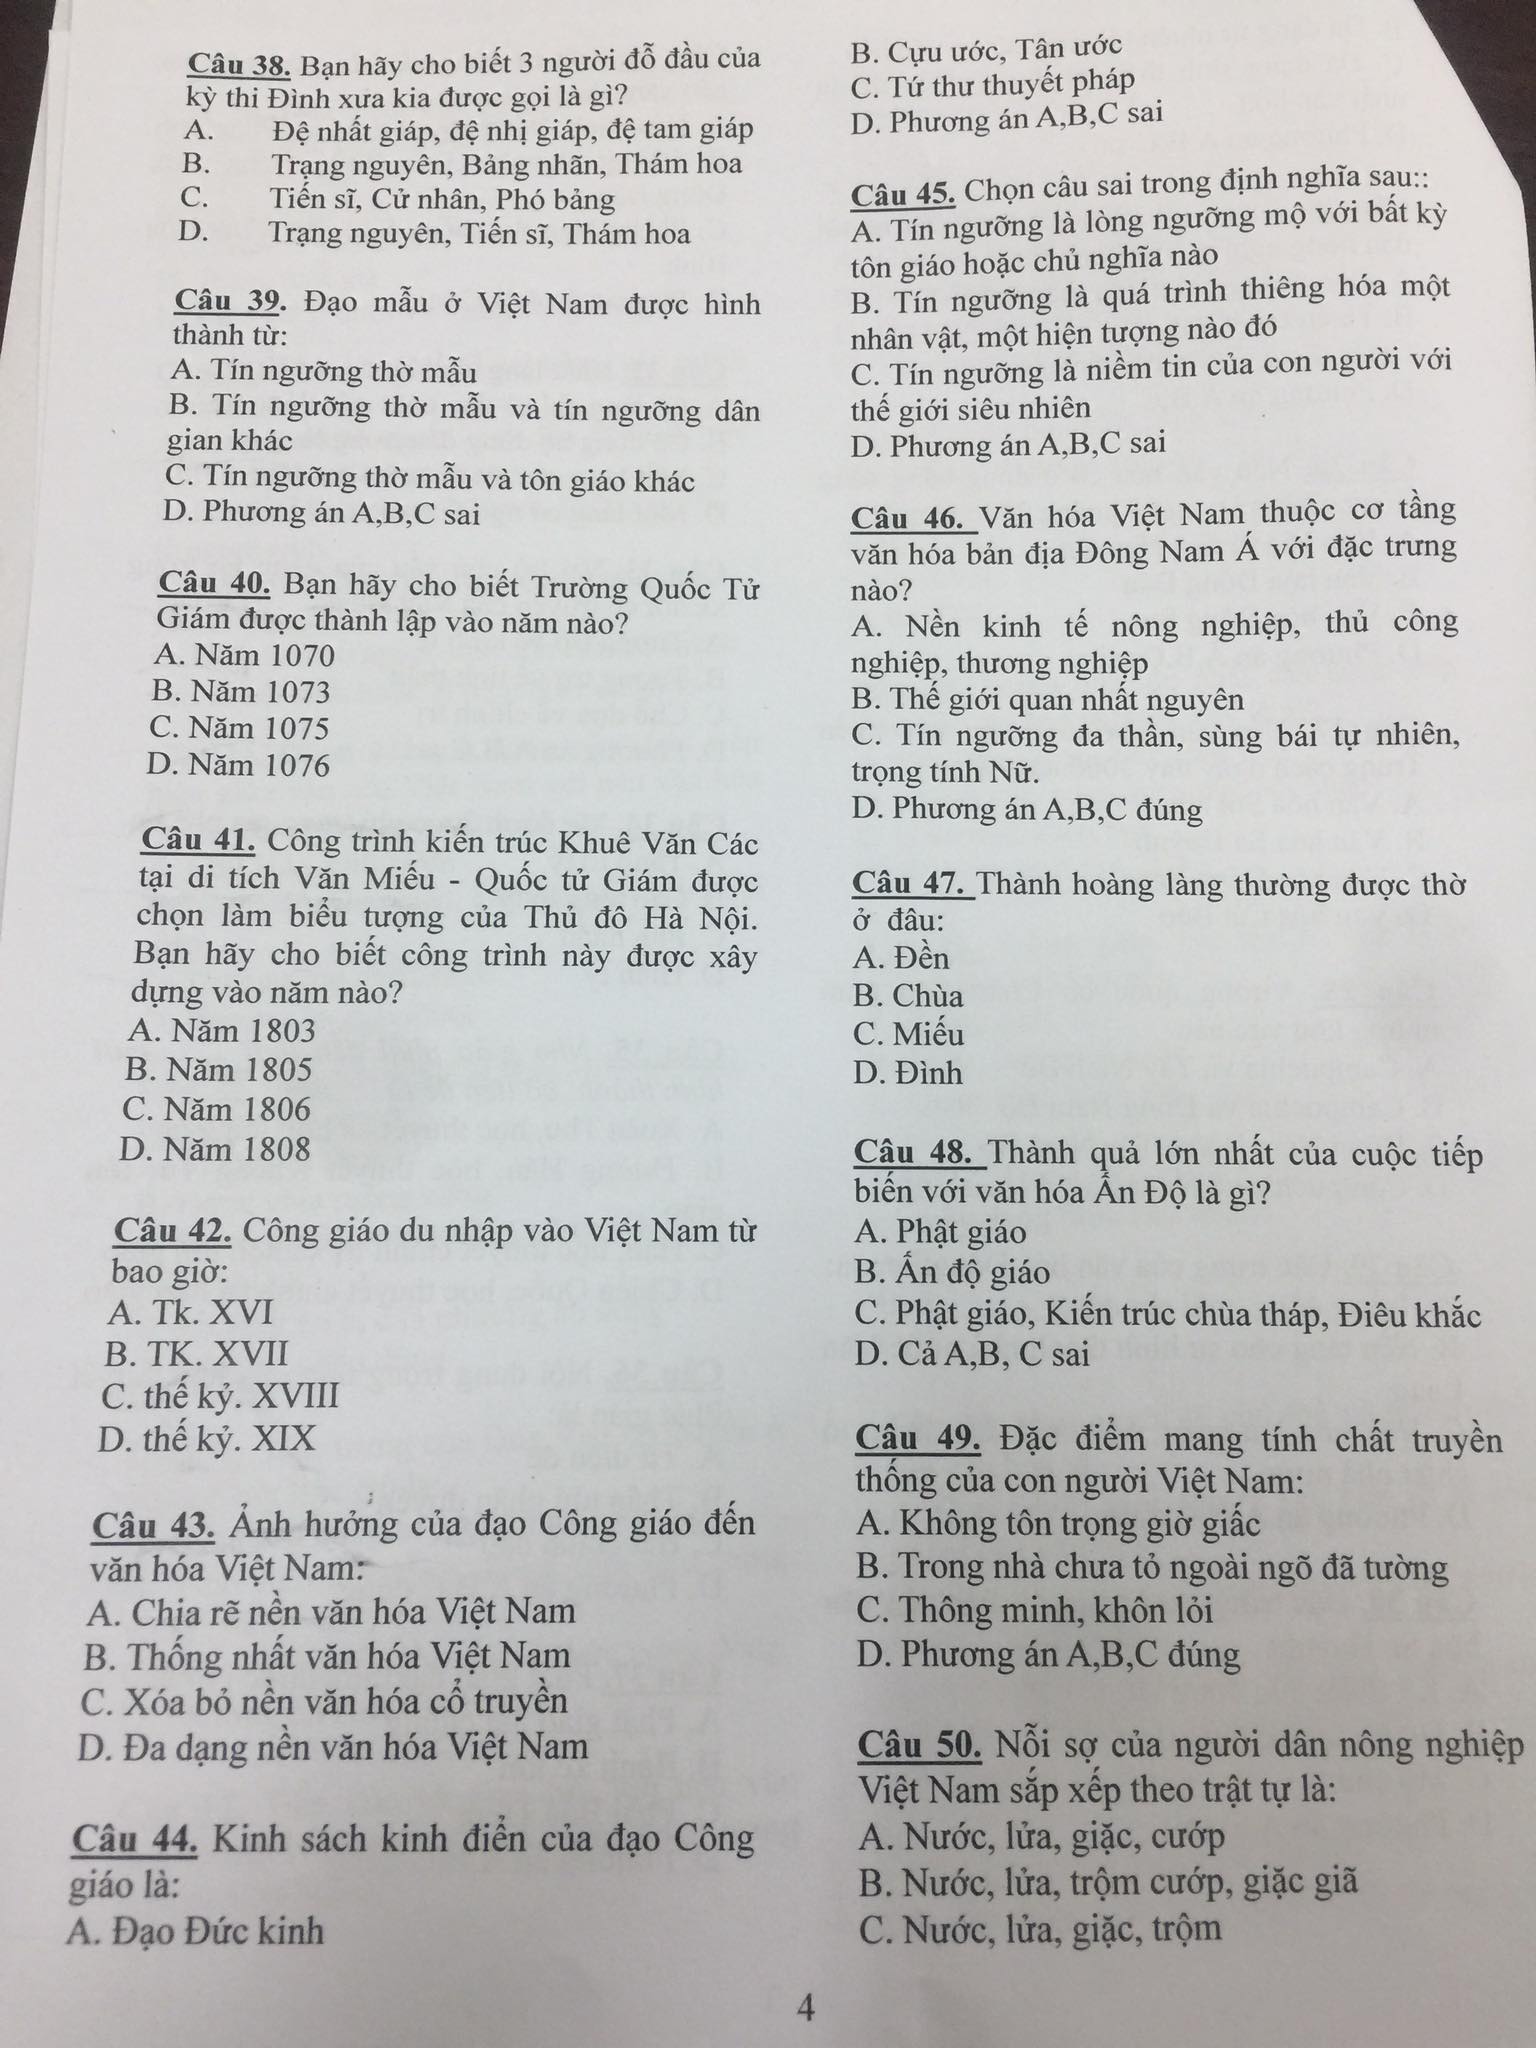 Câu 38. Bạn hãy cho biết 3 người đỗ đầu của
kỳ thi Đình xưa kia được gọi là gì?
A. Đệ nhất giáp, đệ nhị giáp, đệ tam giáp
B. Trạng nguyên, Bảng nhãn, Thám hoa
C. Tiến sĩ, Cử nhân, Phó bảng
D. Trạng nguyên, Tiến sĩ, Thám hoa
Câu 39. Đạo mẫu ở Việt Nam được hình
thành từ:
A. Tín ngưỡng thờ mẫu
B. Tín ngưỡng thờ mẫu và tín ngưỡng dân
gian khác
C. Tín ngưỡng thờ mẫu và tôn giáo khác
D. Phương án A,B,C sai
Câu 40. Bạn hãy cho biết Trường Quốc Tử
Giám được thành lập vào năm nào?
A. Năm 1070
B. Năm 1073
C. Năm 1075
D. Năm 1076
Câu 41. Công trình kiến trúc Khuê Văn Các
tại di tích Văn Miếu - Quốc tử Giám được
chọn làm biểu tượng của Thủ đô Hà Nội.
Bạn hãy cho biết công trình này được xây
dựng vào năm nào?
A. Năm 1803
B. Năm 1805
C. Năm 1806
D. Năm 1808
Câu 42. Công giáo du nhập vào Việt Nam từ
bao giờ:
A. Tk. XVI
B. TK. XVII
C. thế kỷ. XVIII
D. thế kỷ. XIX
Câu 43. Ảnh hưởng của đạo Công giáo đến
văn hóa Việt Nam:
A. Chia rẽ nền văn hóa Việt Nam
B. Thống nhất văn hóa Việt Nam
C. Xóa bỏ nền văn hóa cổ truyền
D. Đa dạng nền văn hóa Việt Nam
Câu 44. Kinh sách kinh điển của đạo Công
giáo là:
A. Đạo Đức kinh
B. Cựu ước, Tân ước
C. Tứ thư thuyết pháp
D. Phương án A,B,C sai
Câu 45. Chọn câu sai trong định nghĩa sau::
A. Tín ngưỡng là lòng ngưỡng mộ với bất kỳ
tôn giáo hoặc chủ nghĩa nào
B. Tín ngưỡng là quá trình thiêng hóa một
nhân vật, một hiện tượng nào đó
C. Tín ngưỡng là niềm tin của con người với
thế giới siêu nhiên
D. Phương án A,B,C sai
Câu 46. Văn hóa Việt Nam thuộc cơ tầng
văn hóa bản địa Đông Nam Á với đặc trưng
nào?
A. Nền kinh tế nông nghiệp, thủ công
nghiệp, thương nghiệp
B. Thế giới quan nhất nguyên
C. Tín ngưỡng đa thần, sùng bái tự nhiên,
trọng tính Nữ.
D. Phương án A,B,C đúng
Câu 47. Thành hoàng làng thường được thờ
ở đâu:
A. Đền
B. Chùa
C. Miếu
D. Đình
Câu 48. Thành quả lớn nhất của cuộc tiếp
biến với văn hóa Ấn Độ là gì?
A. Phật giáo
B. Ấn độ giáo
C. Phật giáo, Kiến trúc chùa tháp, Điêu khắc
D. Cả A,B, C sai
Câu 49. Đặc điểm mang tính chất truyền
thống của con người Việt Nam:
A. Không tôn trọng giờ giấc
B. Trong nhà chưa tỏ ngoài ngõ đã tường
C. Thông minh, khôn lỏi
D. Phương án A,B,C đúng
Câu 50. Nỗi sợ của người dân nông nghiệp
Việt Nam sắp xếp theo trật tự là:
A. Nước, lửa, giặc, cướp
B. Nước, lửa, trộm cướp, giặc giã
C. Nước, lửa, giặc, trộm
4